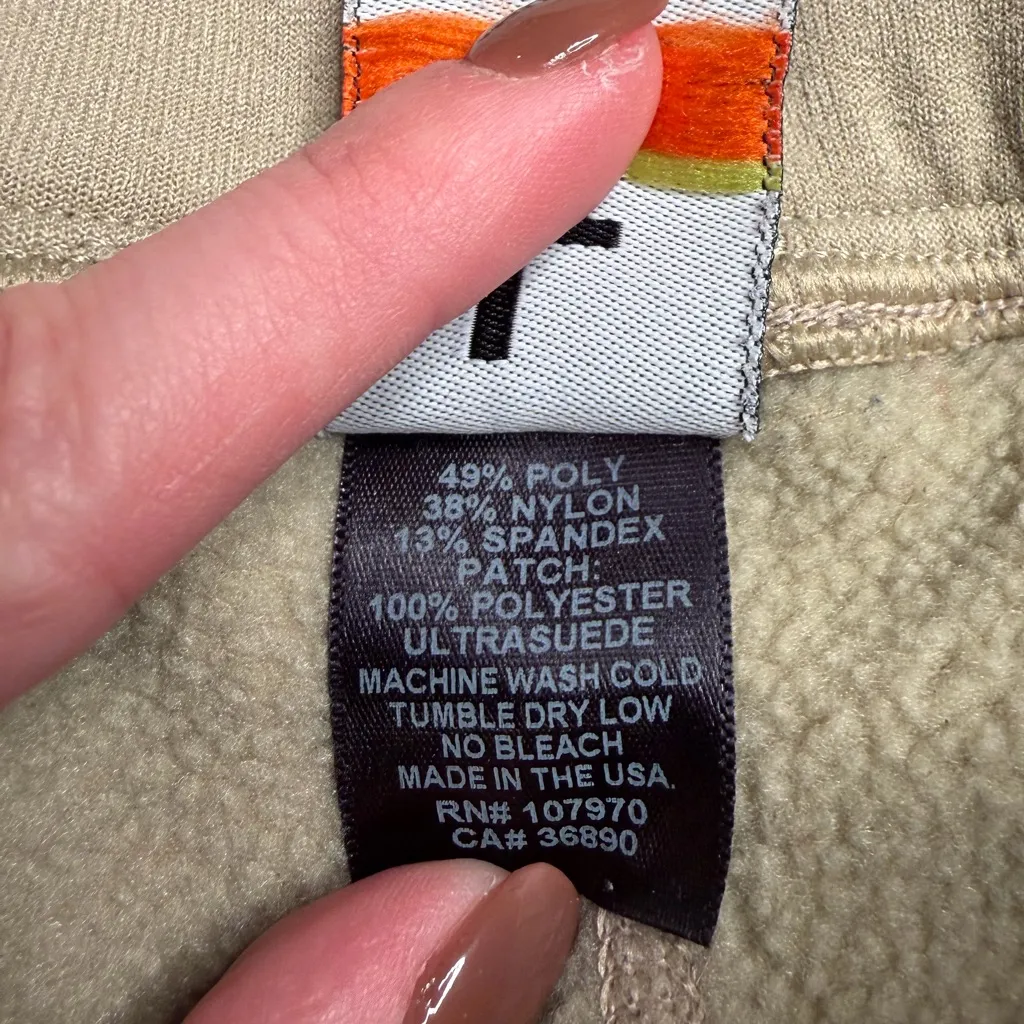 T
49% POLY
38% NYLON
13% SPANDEX
PATCH:
100% POLYESTER
ULTRASUEDE
MACHINE WASH COLD
TUMBLE DRY LOW
NO BLEACH
MADE IN THE USA.
RN# 107970
CA# 36890